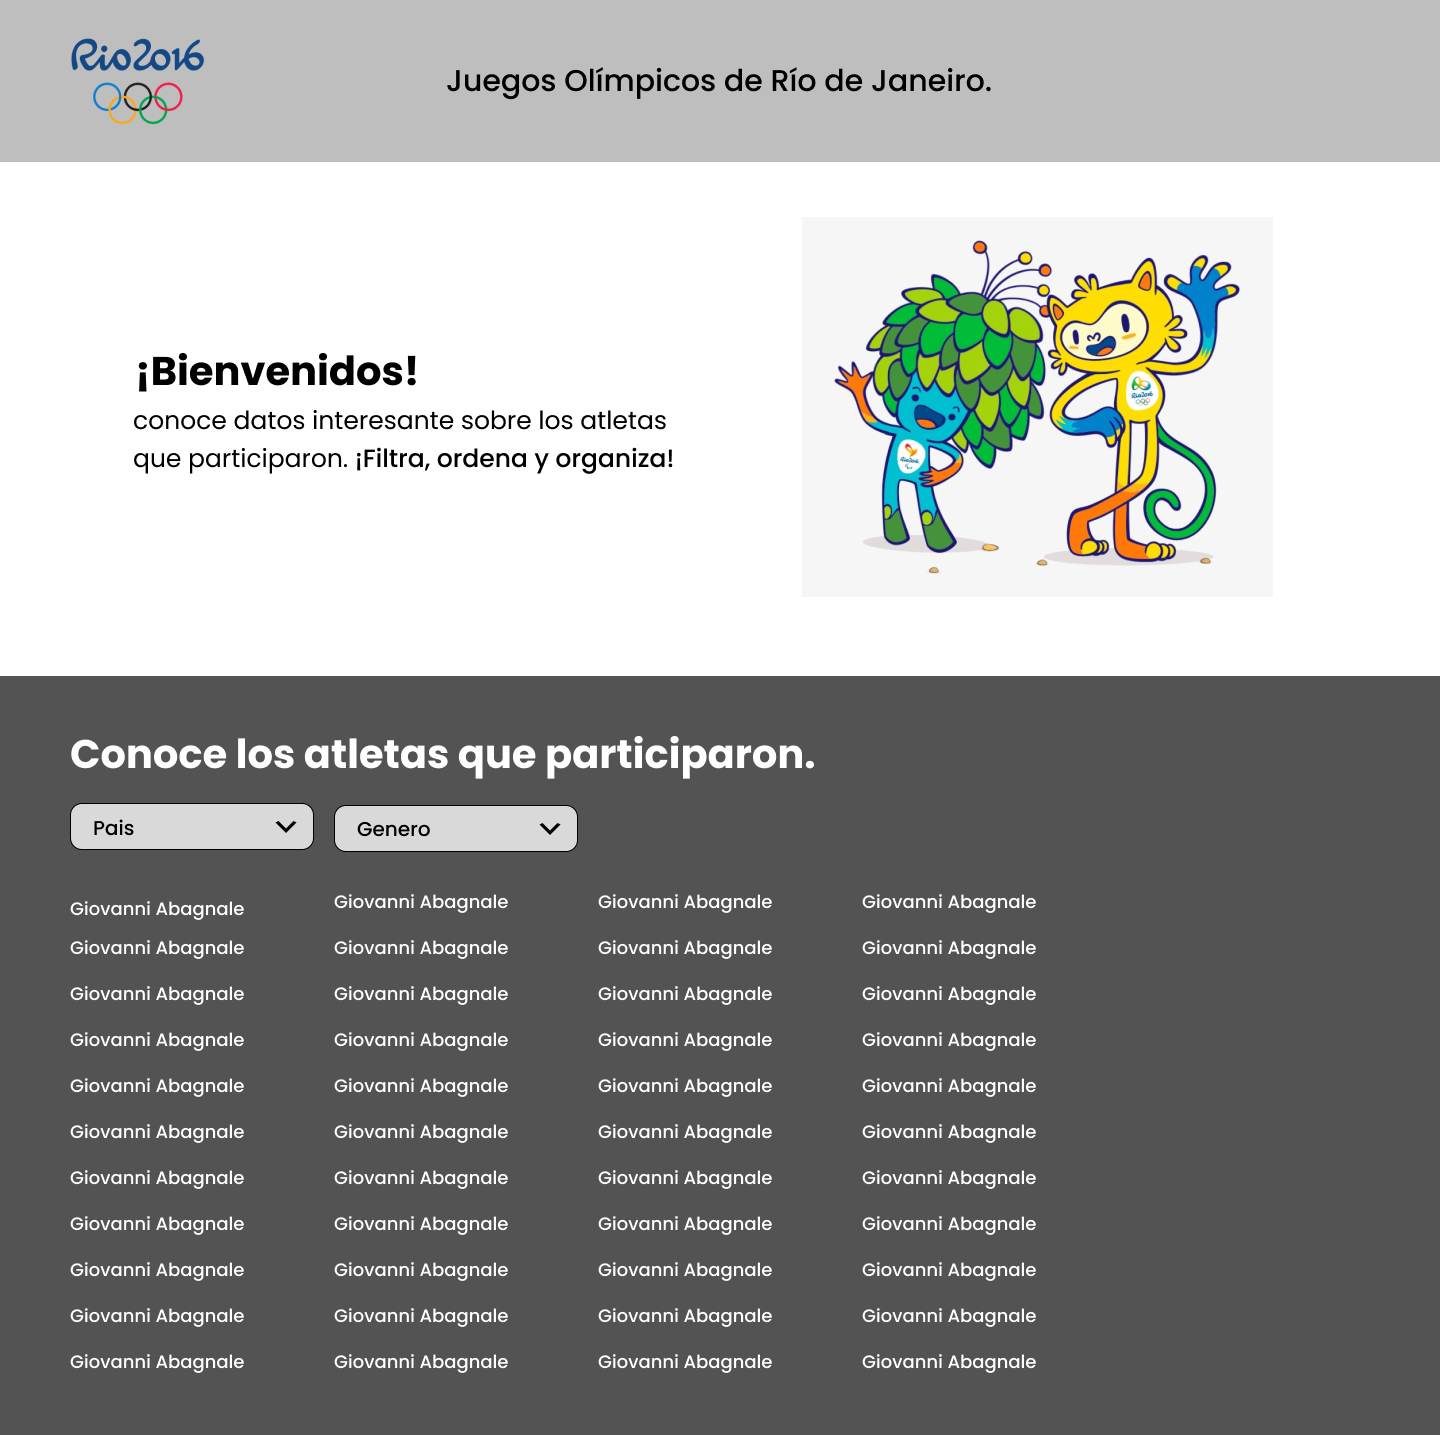 Rio2016
Juegos Olímpicos de Río de Janeiro.
¡Bienvenidos!
conoce datos interesante sobre los atletas
que participaron. ¡Filtra, ordena y organiza!
Rio2016
Rio2016
Conoce los atletas que participaron.
Pais Genero
Giovanni Abagnale Giovanni Abagnale Giovanni Abagnale Giovanni Abagnale
Giovanni Abagnale Giovanni Abagnale Giovanni Abagnale Giovanni Abagnale
Giovanni Abagnale Giovanni Abagnale Giovanni Abagnale Giovanni Abagnale
Giovanni Abagnale Giovanni Abagnale Giovanni Abagnale Giovanni Abagnale
Giovanni Abagnale Giovanni Abagnale Giovanni Abagnale Giovanni Abagnale
Giovanni Abagnale Giovanni Abagnale Giovanni Abagnale Giovanni Abagnale
Giovanni Abagnale Giovanni Abagnale Giovanni Abagnale Giovanni Abagnale
Giovanni Abagnale Giovanni Abagnale Giovanni Abagnale Giovanni Abagnale
Giovanni Abagnale Giovanni Abagnale Giovanni Abagnale Giovanni Abagnale
Giovanni Abagnale Giovanni Abagnale Giovanni Abagnale Giovanni Abagnale
Giovanni Abagnale Giovanni Abagnale Giovanni Abagnale Giovanni Abagnale